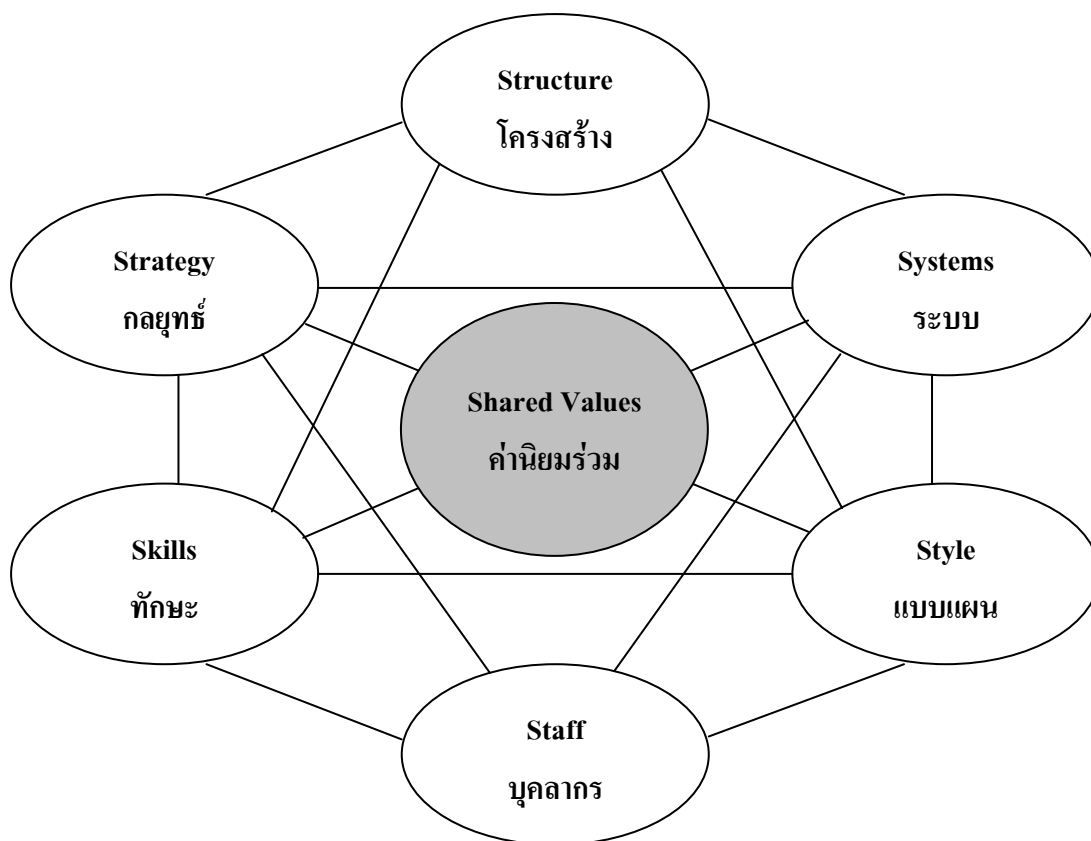 Structure
โครงสร้าง
Strategy
กลยุทธ์
Systems
ระบบ
Shared Values
ค่านิยมร่วม
Skills
ทักษะ
Style
แบบแผน
Staff
บุคลากร